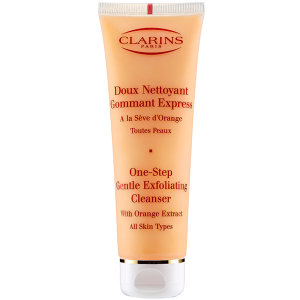 CLARINS
PARIS
Doux Nettoyant
Gommant Express
A la Sève d'Orange
Toutes Peaux
One-Step
Gentle Exfoliating
Cleanser
With Orange Extract
All Skin Types